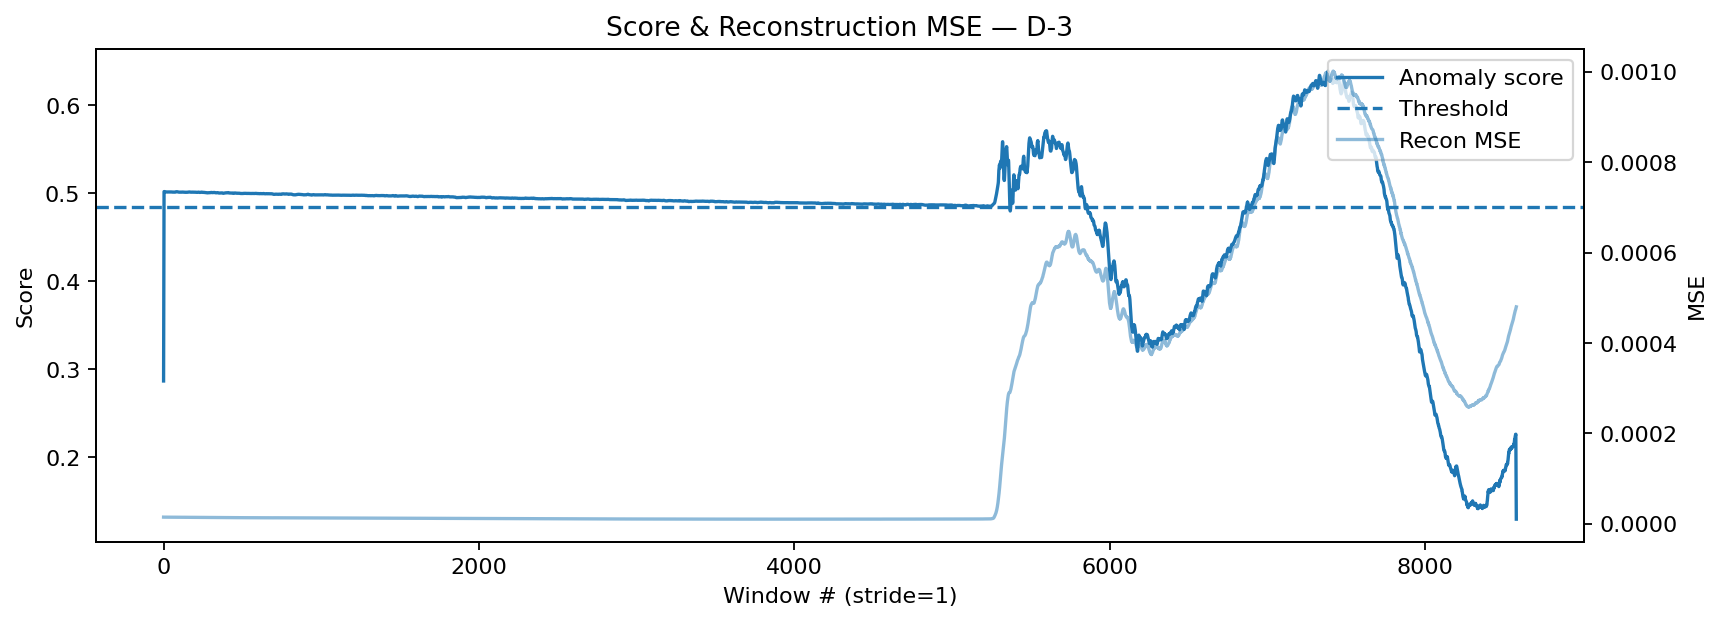 Score & Reconstruction MSE — D-3
Anomaly score
Threshold
Recon MSE
Score
0.6
0.5
0.4
0.3
0.2
MSE
0.0010
0.0008
0.0006
0.0004
0.0002
0.0000
0 2000 4000 6000 8000
Window # (stride=1)